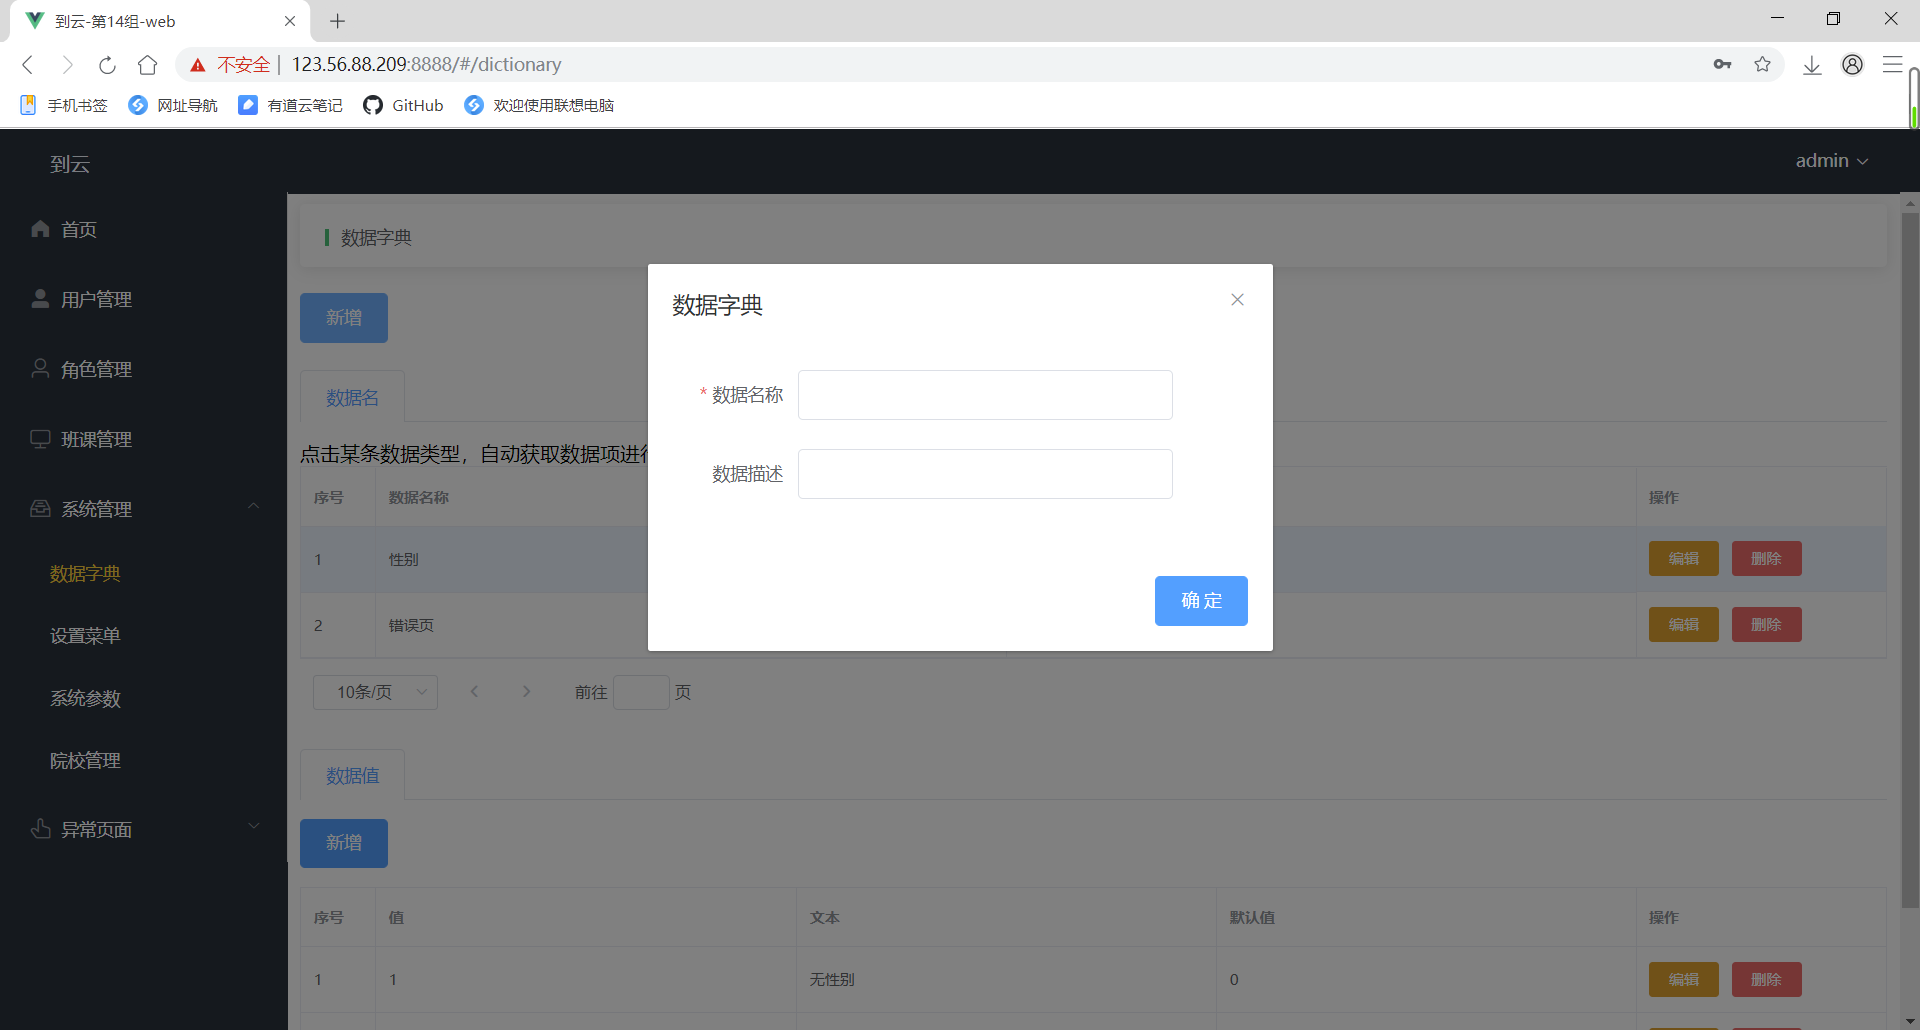 到云-第14组-web
不安全 | 123.56.88.209:8888/#/dictionary
手机书签 网址导航 有道云笔记 GitHub 欢迎使用联想电脑
到云
admin
首页
用户管理
角色管理
班课管理
系统管理
数据字典
设置菜单
系统参数
院校管理
异常页面
数据字典
新增
数据名
点击某条数据类型，自动获取数据项进行
序号 数据名称 操作
1 性别 编辑 删除
2 错误页 编辑 删除
10条/页 前往 页
数据字典
* 数据名称
数据描述
确 定
数据值
新增
序号 值 文本 默认值 操作
1 1 无性别 0 编辑 删除